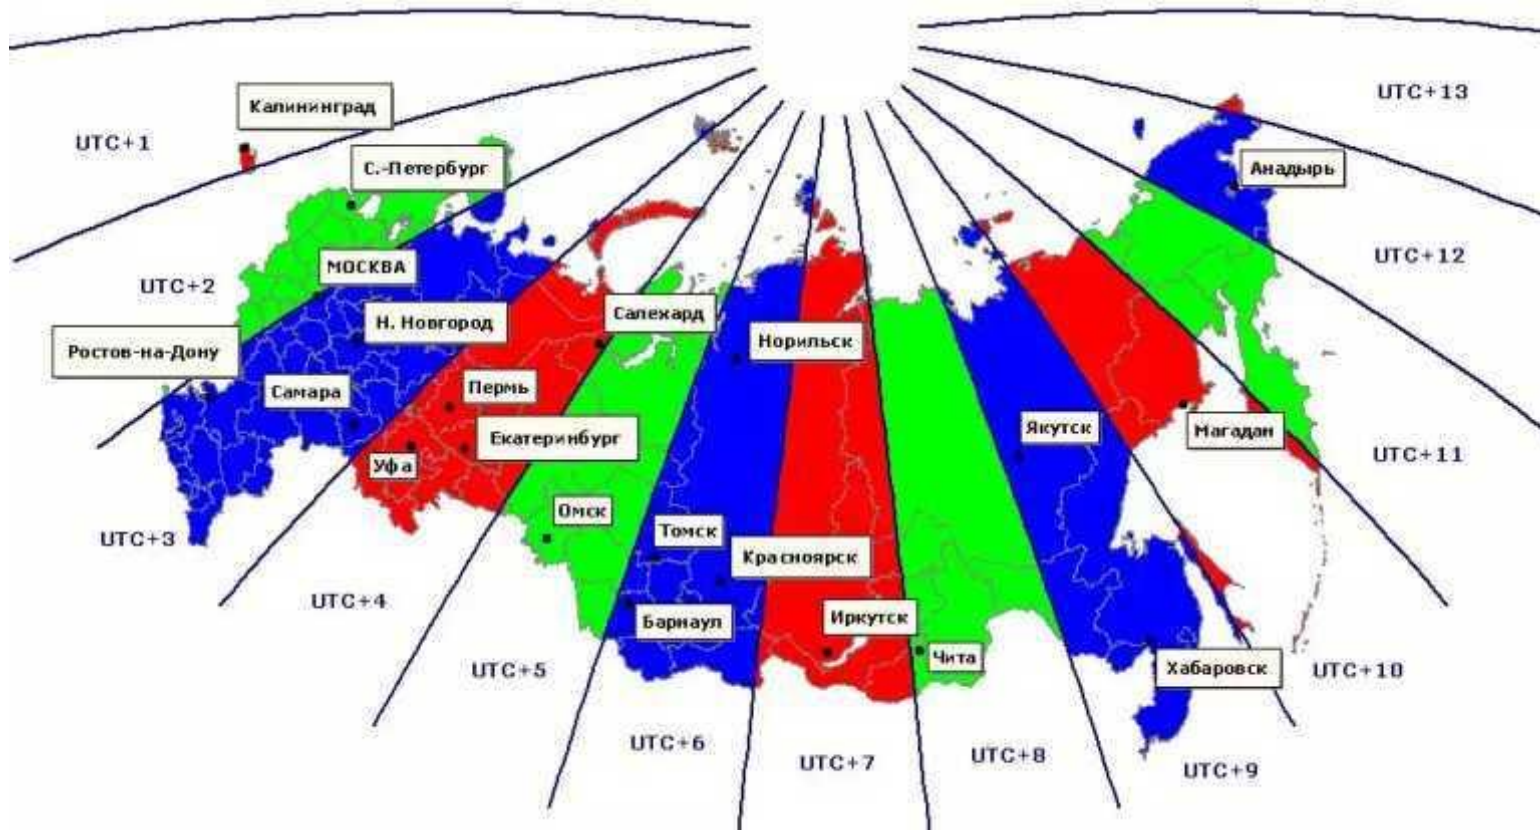 UTC+13
Калининград
UTC+1
С.-Петербург
Анадырь
МОСКВА
UTC+12
UTC+2
Салехард
Н. Новгород
Норильск
Ростов-на-Дону
Пермь
Самара
Якутск
Магадан
Екатеринбург
UTC+11
Уфа
Омск
Томск
UTC+3
Красноярск
UTC+4
Иркутск
Барнаул
Чита
Хабаровск
UTC+5
UTC+10
UTC+6
UTC+8
UTC+7
UTC+9